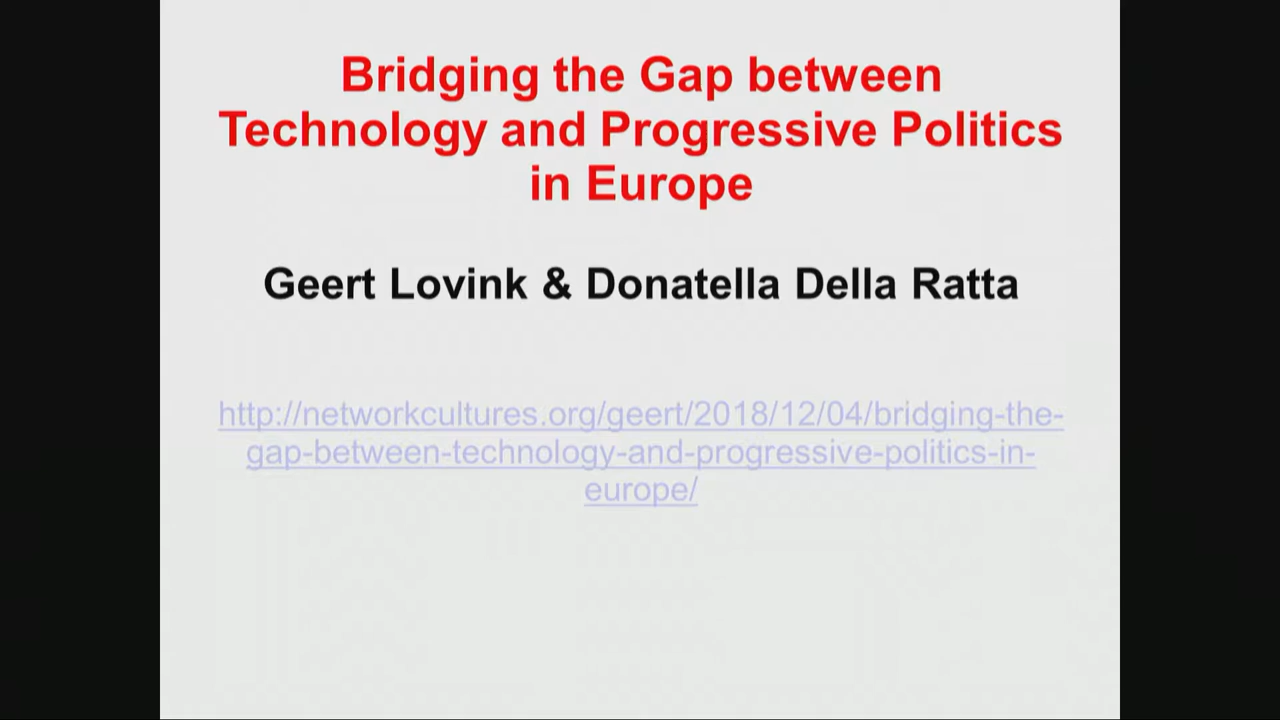 Bridging the Gap between
Technology and Progressive Politics
in Europe
Geert Lovink & Donatella Della Ratta
http://networkcultures.org/geert/2018/12/04/bridging-the-
gap-between-technology-and-progressive-politics-in-
europe/